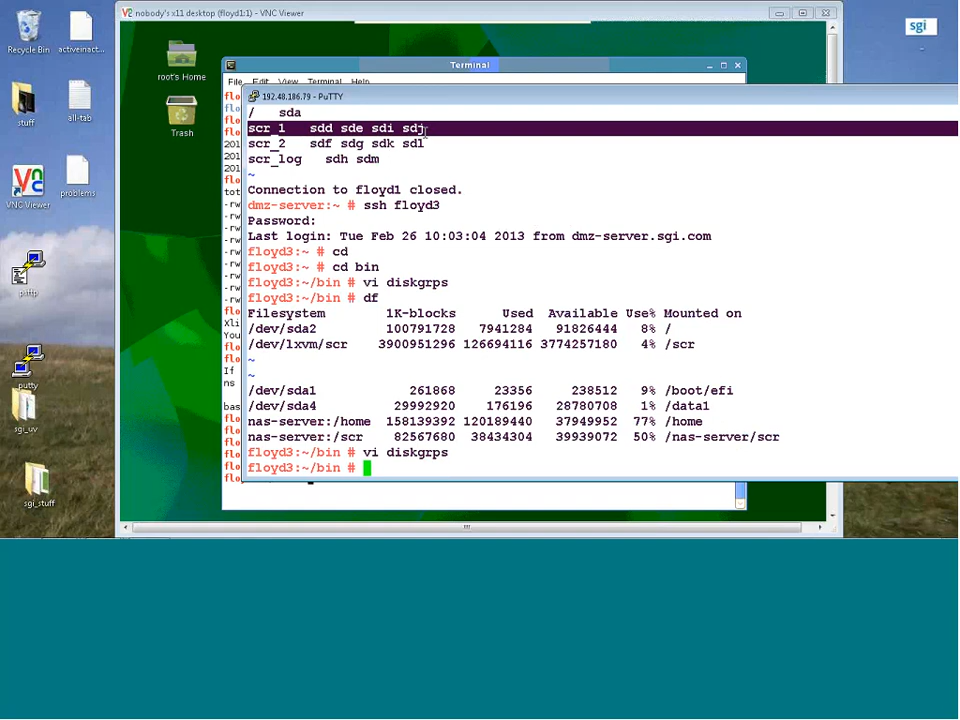 nobody's x11 desktop (floyd1:1) - VNC Viewer
Recycle Bin
activeinact...
stuff
all-tab
VNC Viewer
problems
psftp
putty
sgi_uv
sgi_stuff
sgi
root's Home
Trash
Terminal
File Edit View Terminal Help
192.48.186.79 - PuTTY
/ sda
scr_1 sdd sde sdi sdj
scr_2 sdf sdg sdk sdl
scr_log sdh sdm
~
Connection to floyd1 closed.
dmz-server:~ # ssh floyd3
Password:
Last login: Tue Feb 26 10:03:04 2013 from dmz-server.sgi.com
floyd3:~ # cd
floyd3:~ # cd bin
floyd3:~/bin # vi diskgrps
floyd3:~/bin # df
Filesystem 1K-blocks Used Available Use% Mounted on
/dev/sda2 100791728 7941284 91826444 8% /
/dev/lxvm/scr 3900951296 126694116 3774257180 4% /scr
~
~
/dev/sda1 261868 23356 238512 9% /boot/efi
/dev/sda4 29992920 176196 28780708 1% /data1
nas-server:/home 158139392 120189440 37949952 77% /home
nas-server:/scr 82567680 38434304 39939072 50% /nas-server/scr
floyd3:~/bin # vi diskgrps
floyd3:~/bin #